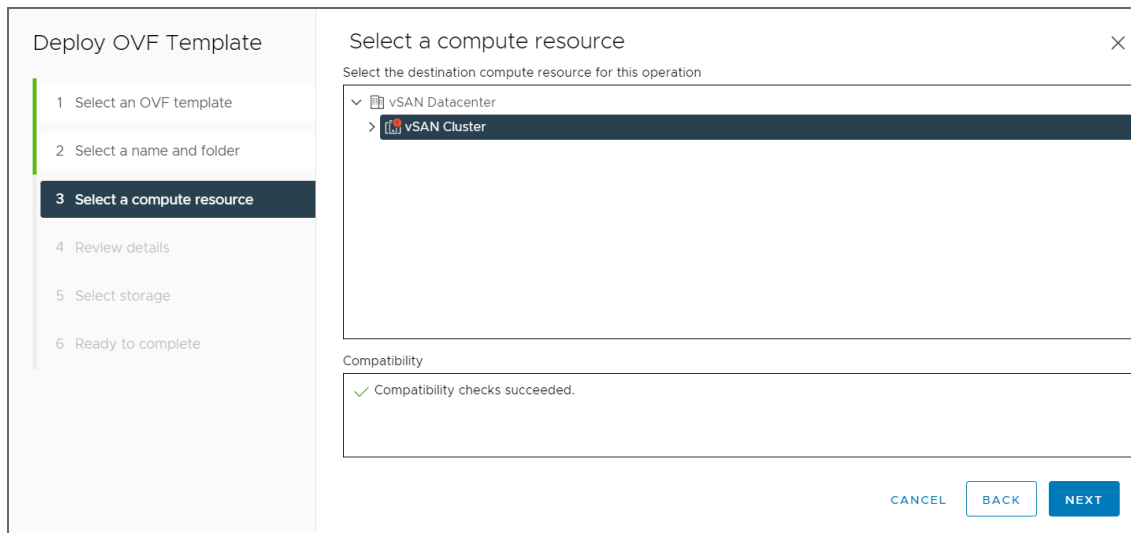 Deploy OVF Template
1 Select an OVF template
2 Select a name and folder
3 Select a compute resource
4 Review details
5 Select storage
6 Ready to complete
Select a compute resource
Select the destination compute resource for this operation
vSAN Datacenter
vSAN Cluster
Compatibility
Compatibility checks succeeded.
CANCEL
BACK
NEXT